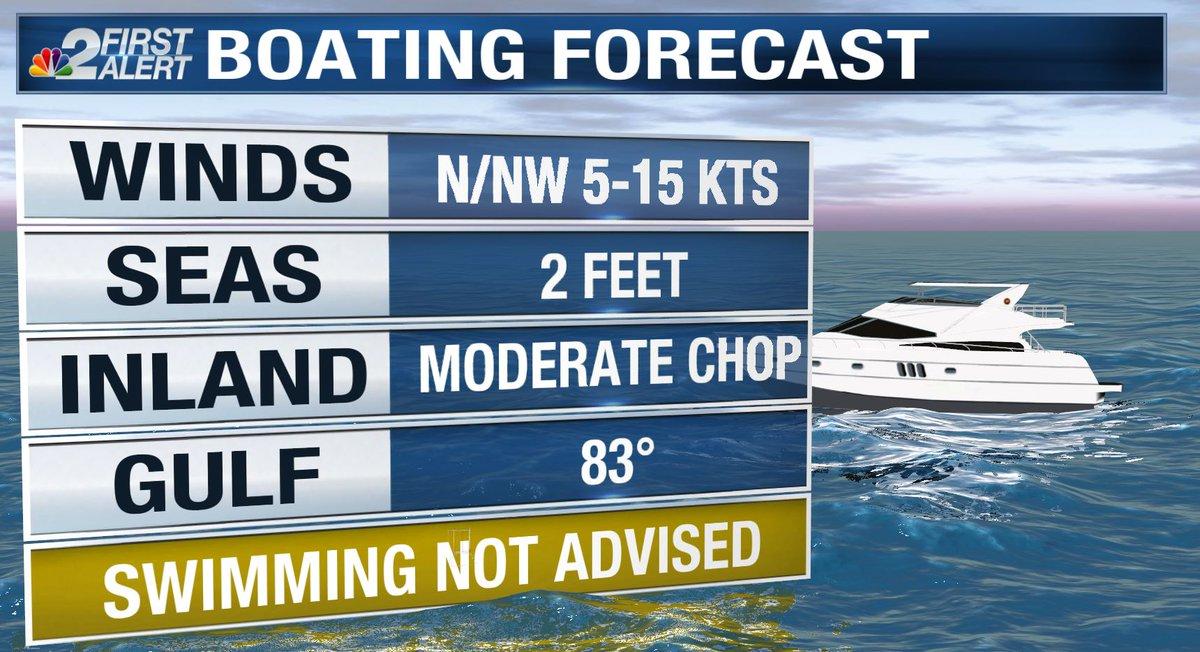 2 FIRST ALERT BOATING FORECAST
WINDS N/NW 5-15 KTS
SEAS 2 FEET
INLAND MODERATE CHOP
GULF 83°
SWIMMING NOT ADVISED